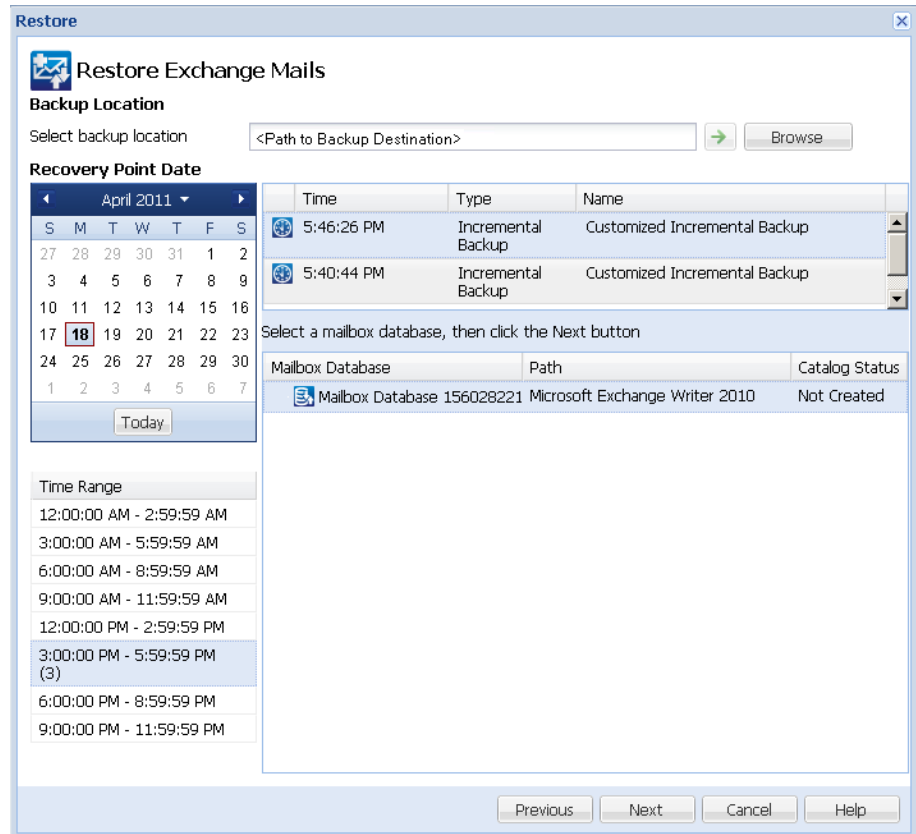 Restore
Restore Exchange Mails
Backup Location
Select backup location <Path to Backup Destination> Browse
Recovery Point Date
April 2011
S M T W T F S
27 28 29 30 31 1 2
3 4 5 6 7 8 9
10 11 12 13 14 15 16
17 18 19 20 21 22 23
24 25 26 27 28 29 30
1 2 3 4 5 6 7
Today
Time Range
12:00:00 AM - 2:59:59 AM
3:00:00 AM - 5:59:59 AM
6:00:00 AM - 8:59:59 AM
9:00:00 AM - 11:59:59 AM
12:00:00 PM - 2:59:59 PM
3:00:00 PM - 5:59:59 PM
(3)
6:00:00 PM - 8:59:59 PM
9:00:00 PM - 11:59:59 PM
Time Type Name
5:46:26 PM Incremental Customized Incremental Backup
Backup
5:40:44 PM Incremental Customized Incremental Backup
Backup
Select a mailbox database, then click the Next button
Mailbox Database Path Catalog Status
Mailbox Database 156028221 Microsoft Exchange Writer 2010 Not Created
Previous Next Cancel Help